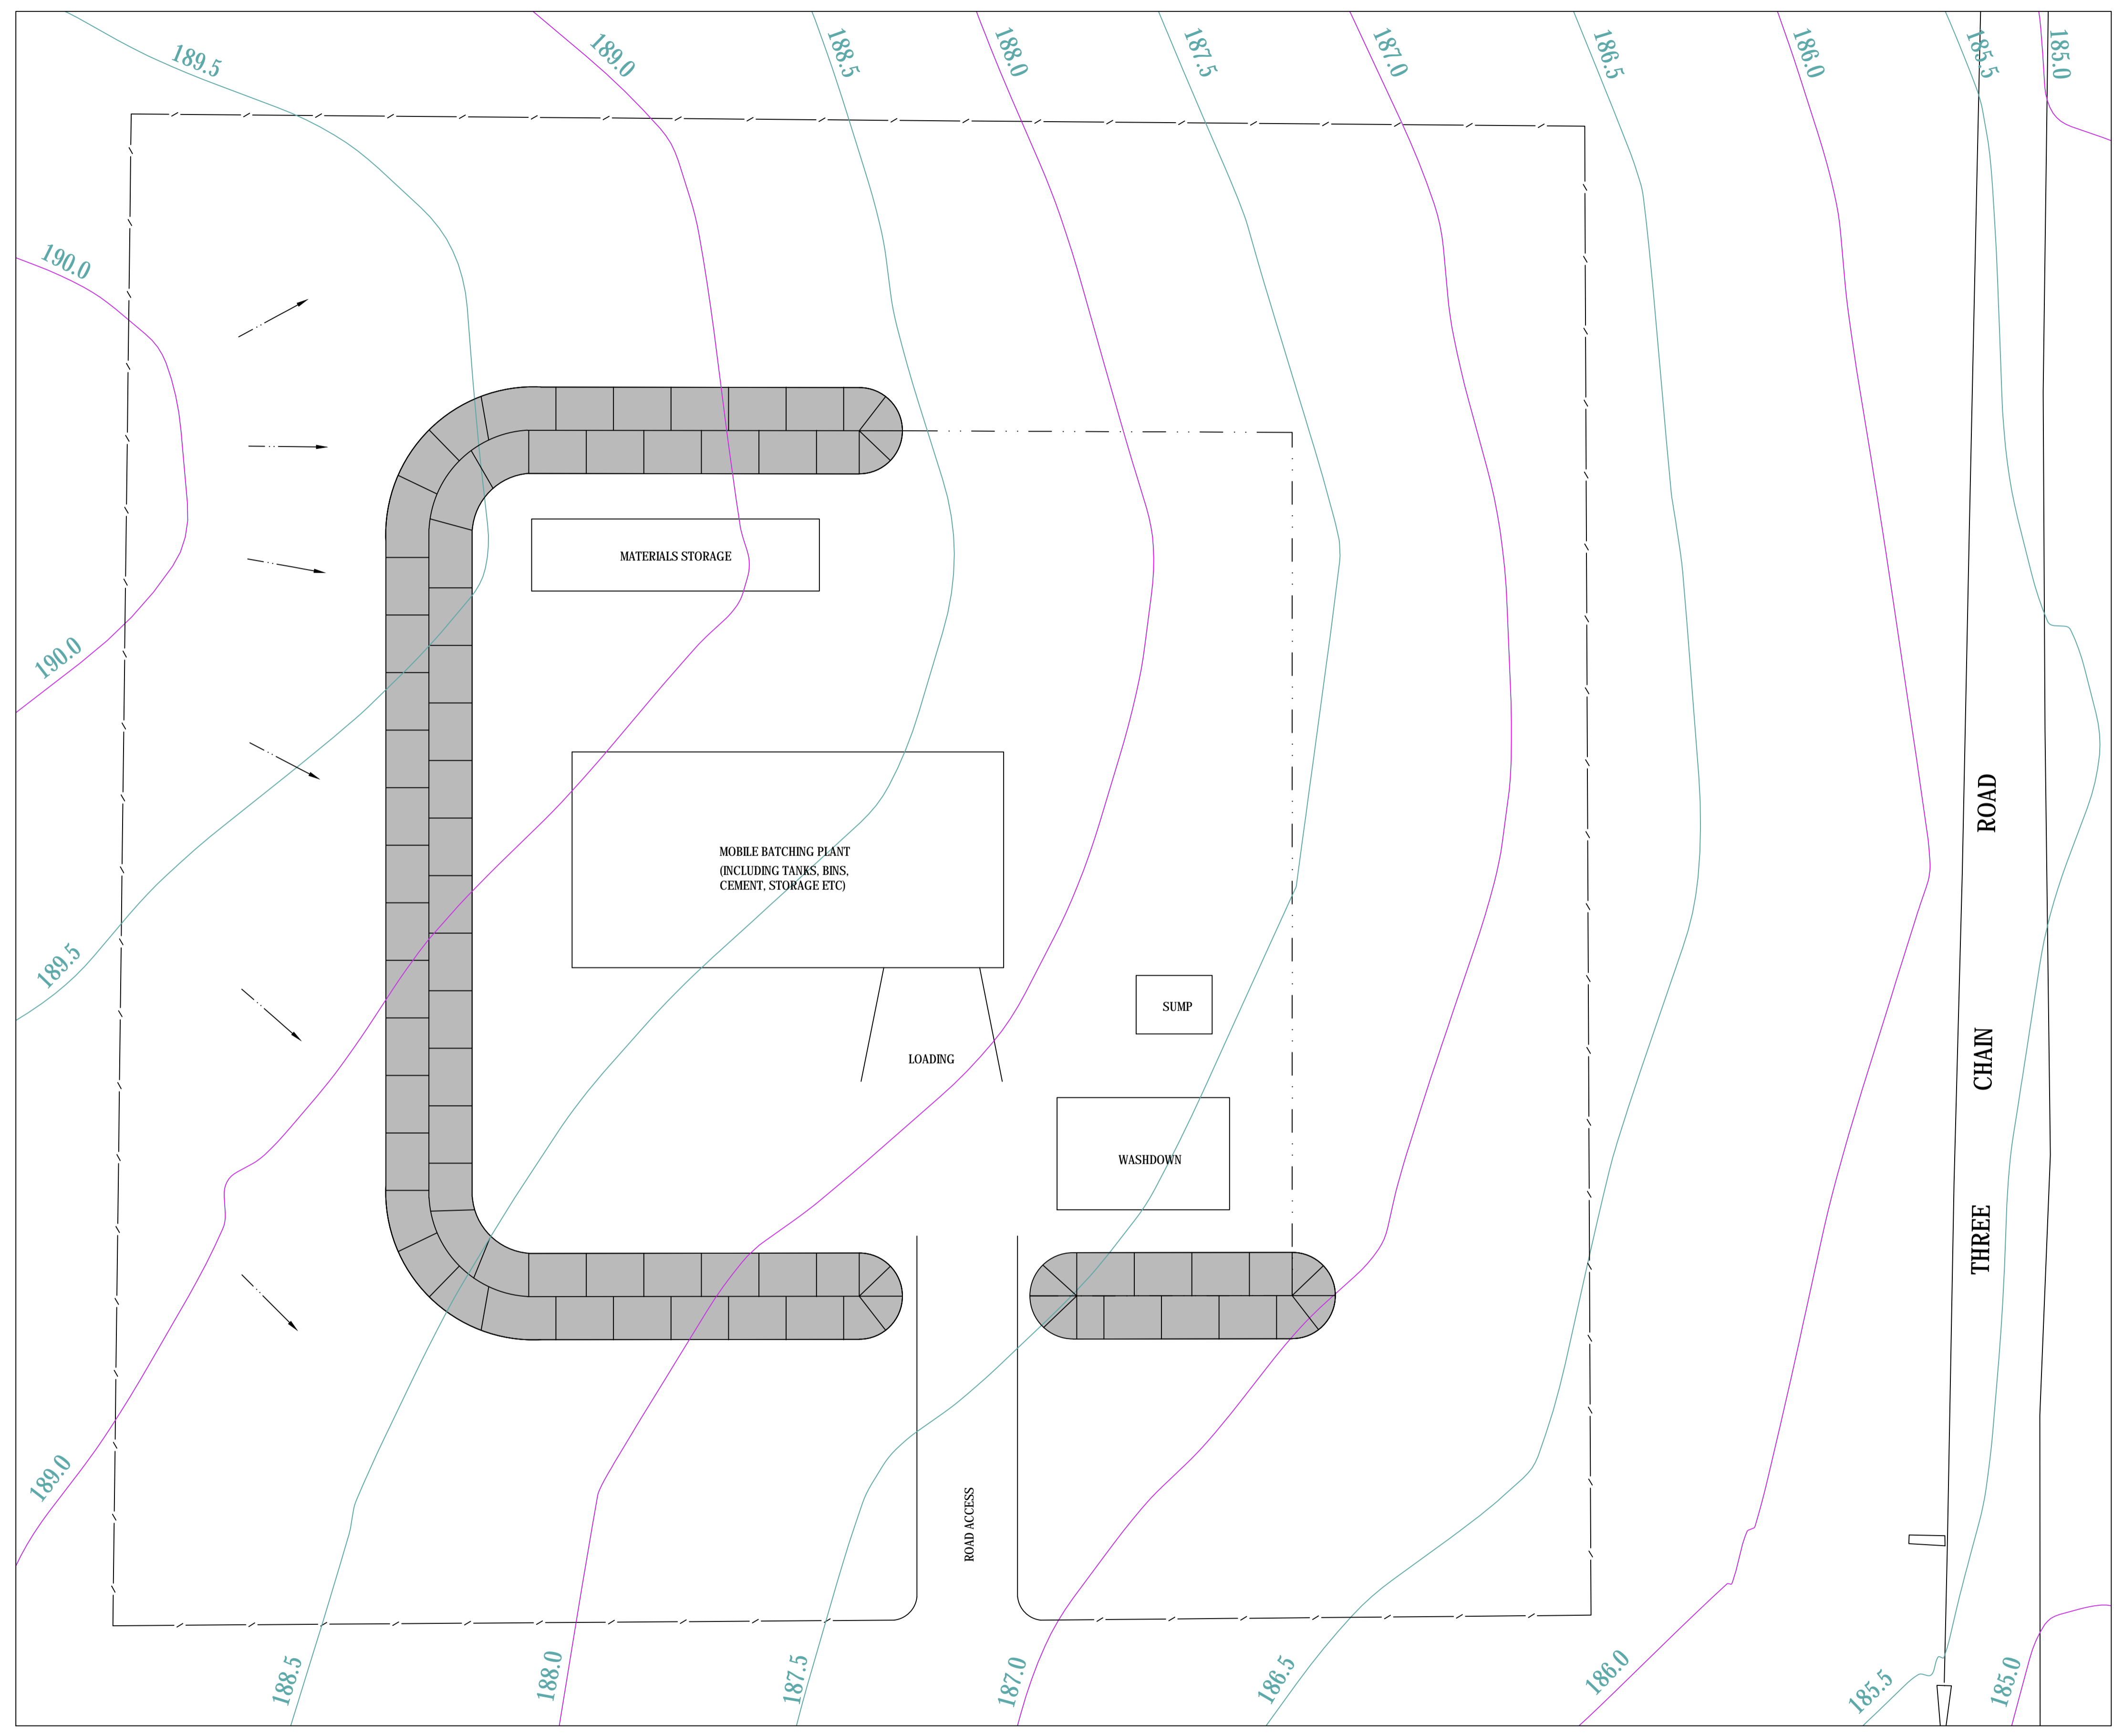 189.5
189.0
188.5
188.0
187.5
187.0
186.5
186.0
185.5
185.0
190.0
190.0
MATERIALS STORAGE
MOBILE BATCHING PLANT
(INCLUDING TANKS, BINS,
CEMENT, STORAGE ETC)
189.5
SUMP
LOADING
WASHDOWN
THREE CHAIN ROAD
189.0
ROAD ACCESS
188.5
188.0
187.5
187.0
186.5
186.0
185.5
185.0